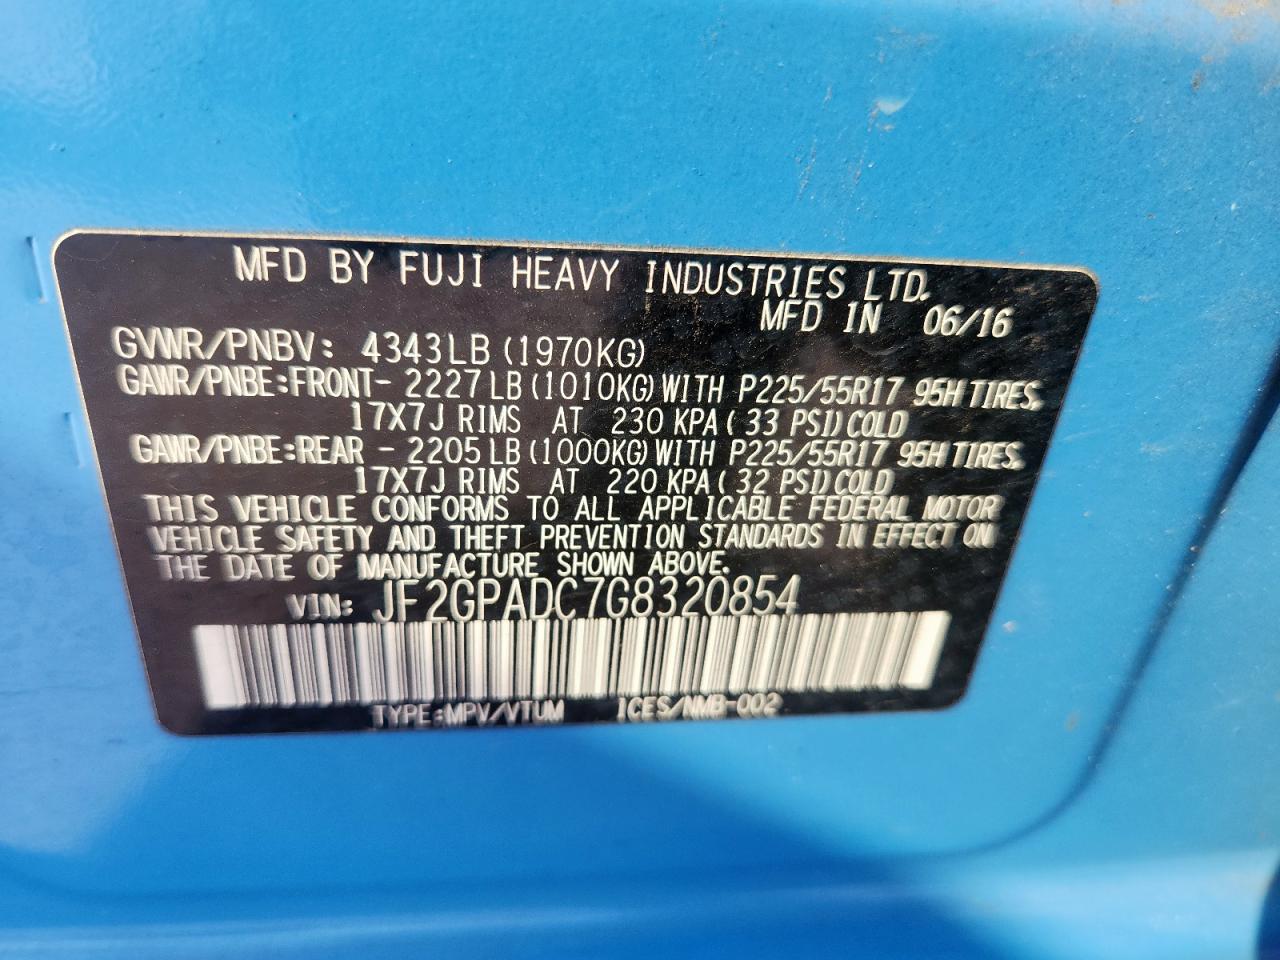 MFD BY FUJI HEAVY INDUSTRIES LTD.
MFD IN 06/16
GVWR/PNBV: 4343LB (1970KG)
GAWR/PNBE:FRONT- 2227LB (1010KG) WITH P225/55R17 95H TIRES,
17X7J RIMS AT 230 KPA ( 33 PSI) COLD
GAWR/PNBE:REAR - 2205LB (1000KG) WITH P225/55R17 95H TIRES,
17X7J RIMS AT 220 KPA ( 32 PSI) COLD
THIS VEHICLE CONFORMS TO ALL APPLICABLE FEDERAL MOTOR
VEHICLE SAFETY AND THEFT PREVENTION STANDARDS IN EFFECT ON
THE DATE OF MANUFACTURE SHOWN ABOVE.
VIN: JF2GPADC7G8320854
TYPE:MPV/VTUM ICES/NMB-002